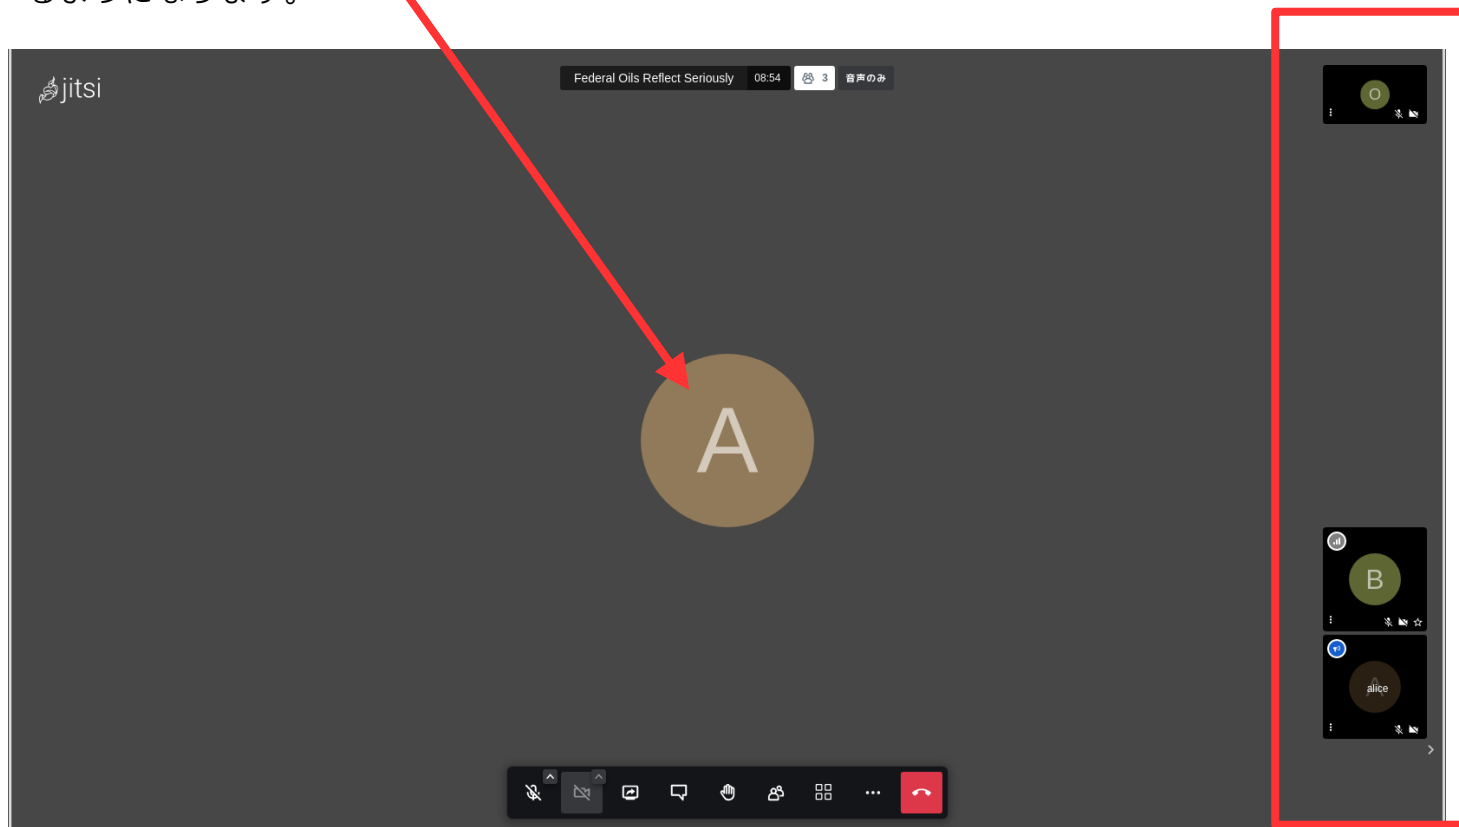 jitsi
Federal Oils Reflect Seriously 08:54 3 音声のみ
O
A
B
alice